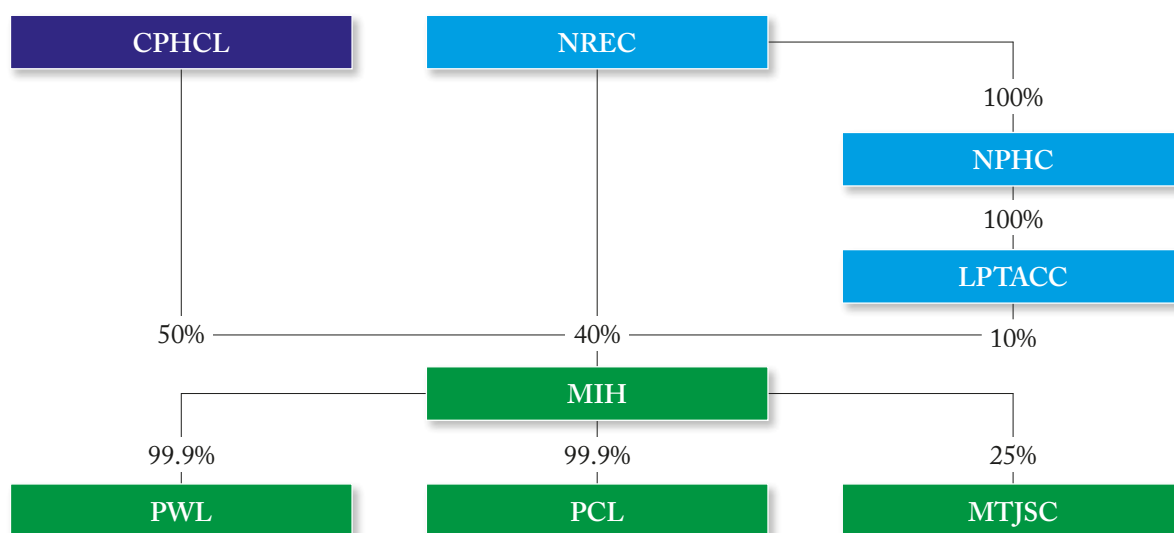 CPHCL
NREC
100%
NPHC
100%
LPTACC
50%
40%
10%
MIH
99.9%
99.9%
25%
PWL
PCL
MTJSC